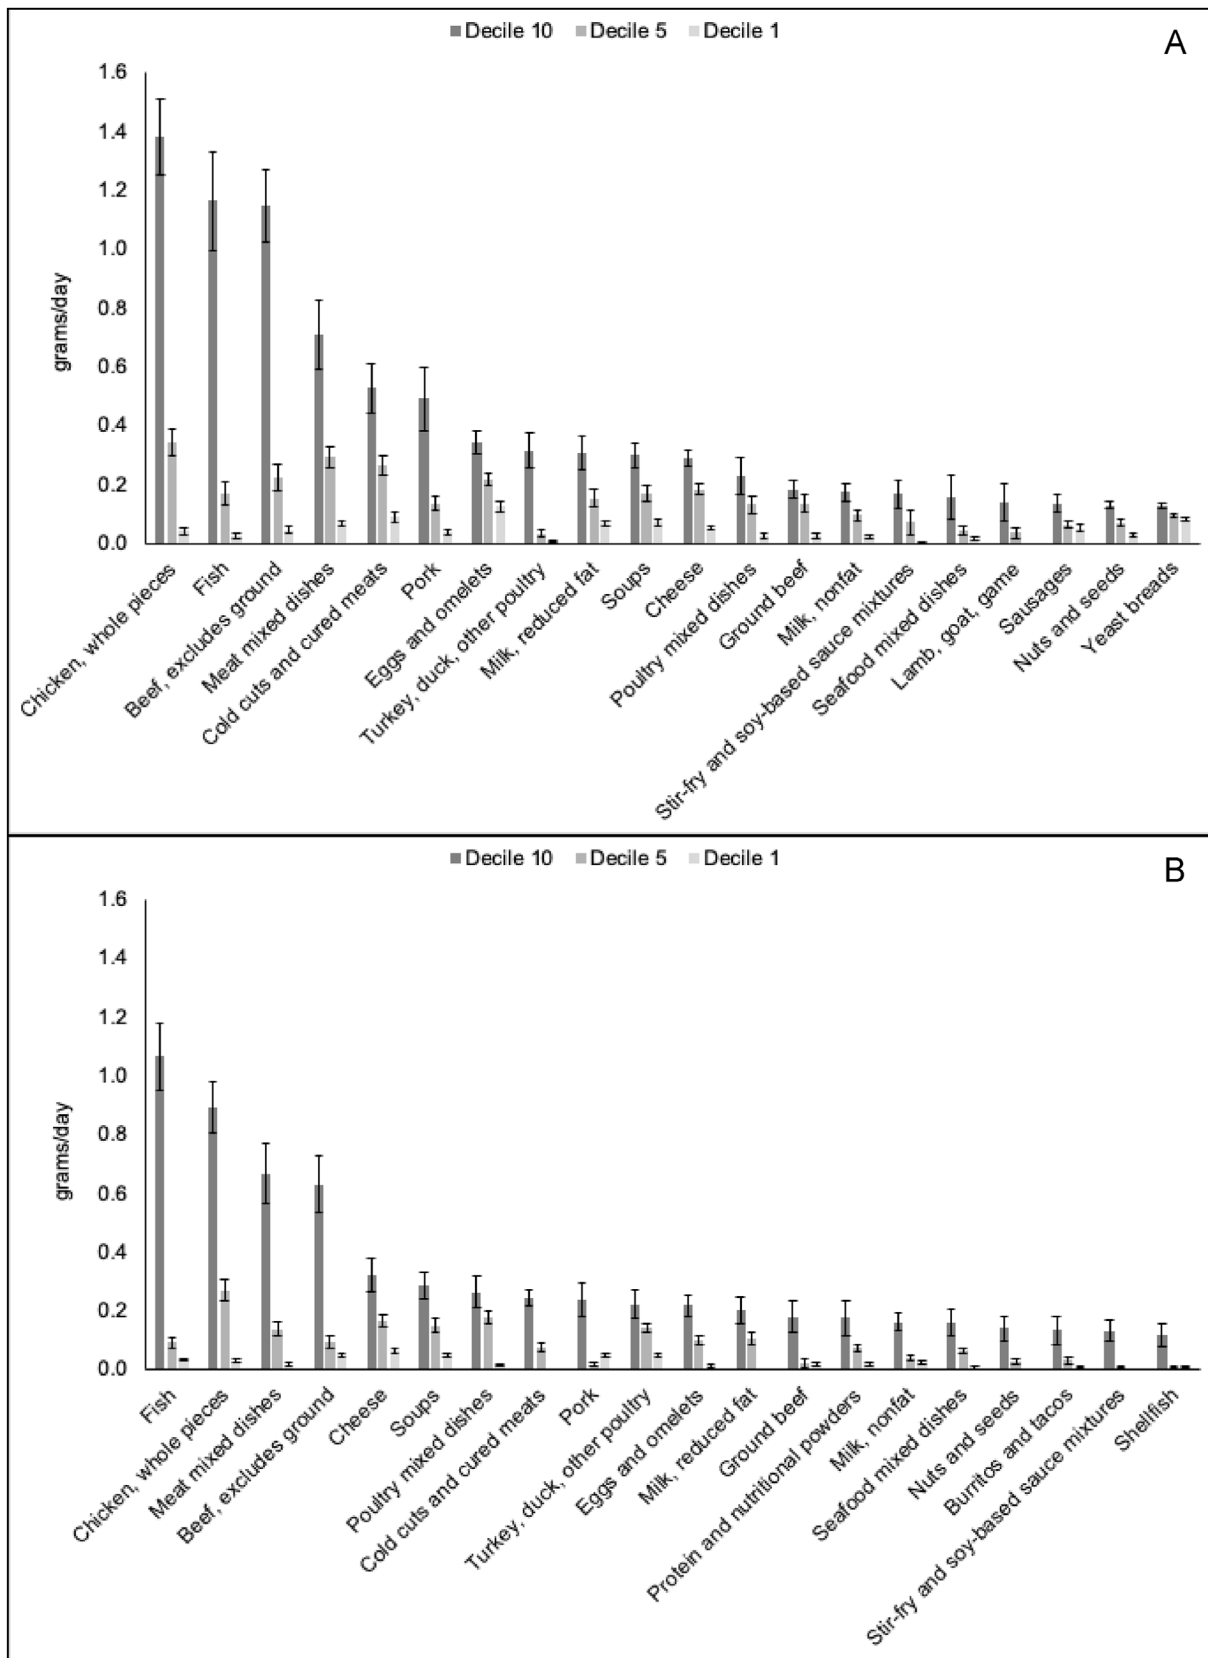 Decile 10 Decile 5 Decile 1
A
1.6
1.4
1.2
1.0
0.8
0.6
0.4
0.2
0.0
grams/day
Chicken, whole pieces
Fish
Beef, excludes ground
Meat mixed dishes
Cold cuts and cured meats
Pork
Eggs and omelets
Turkey, duck, other poultry
Milk, reduced fat
Soups
Cheese
Poultry mixed dishes
Ground beef
Milk, nonfat
Stir-fry and soy-based sauce mixtures
Seafood mixed dishes
Lamb, goat, game
Sausages
Nuts and seeds
Yeast breads
Decile 10 Decile 5 Decile 1
B
1.6
1.4
1.2
1.0
0.8
0.6
0.4
0.2
0.0
grams/day
Fish
Chicken, whole pieces
Meat mixed dishes
Beef, excludes ground
Cheese
Soups
Poultry mixed dishes
Cold cuts and cured meats
Pork
Turkey, duck, other poultry
Eggs and omelets
Milk, reduced fat
Ground beef
Protein and nutritional powders
Milk, nonfat
Seafood mixed dishes
Nuts and seeds
Burritos and tacos
Stir-fry and soy-based sauce mixtures
Shellfish